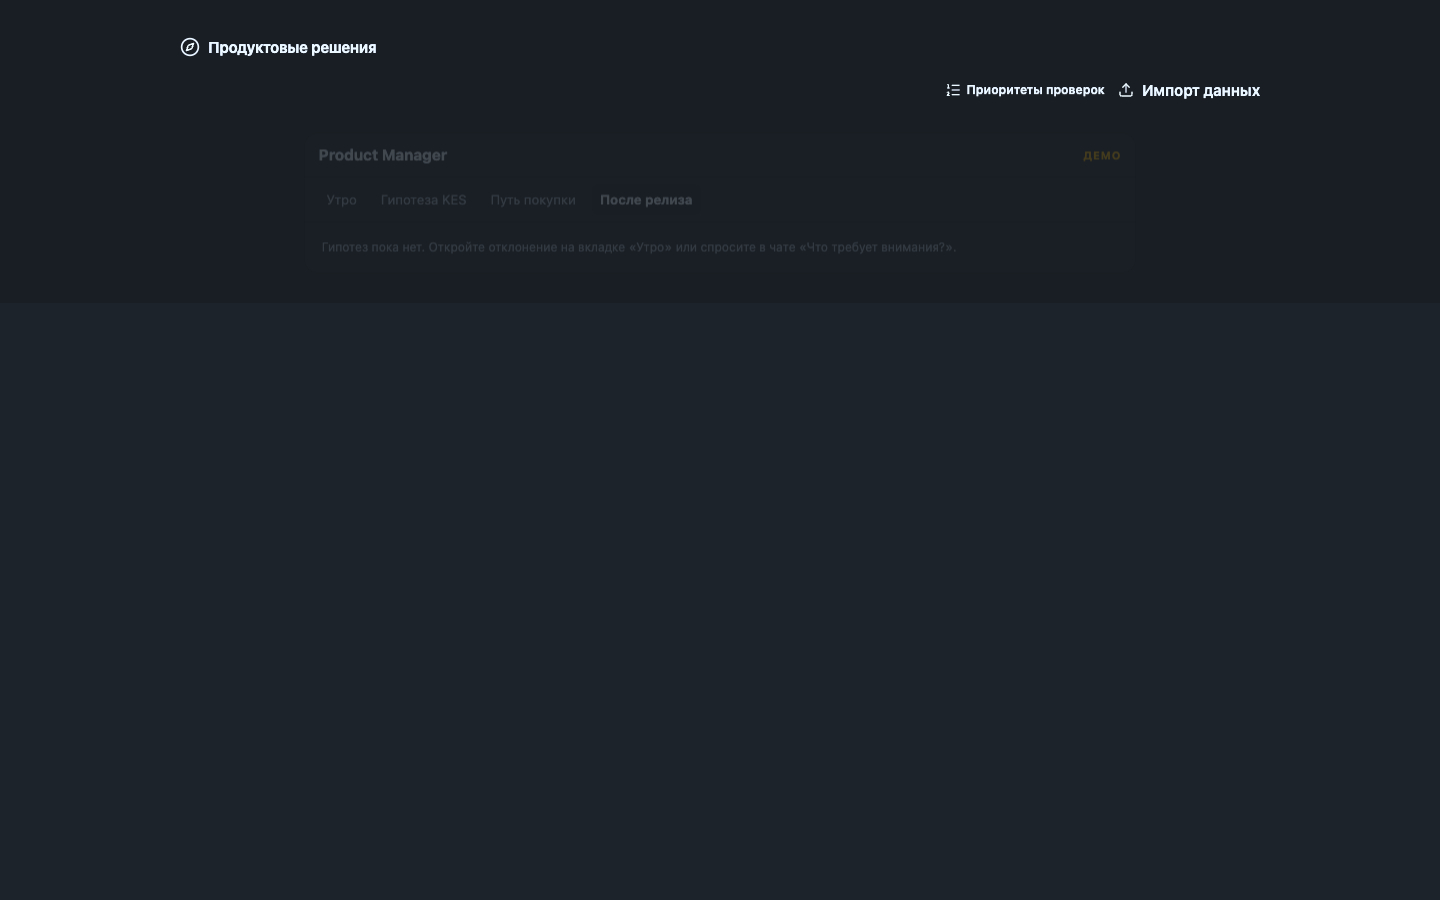 Продуктовые решения
Приоритеты проверок
Импорт данных
Product Manager
ДЕМО
Утро
Гипотеза KES
Путь покупки
После релиза
Гипотез пока нет. Откройте отклонение на вкладке «Утро» или спросите в чате «Что требует внимания?».